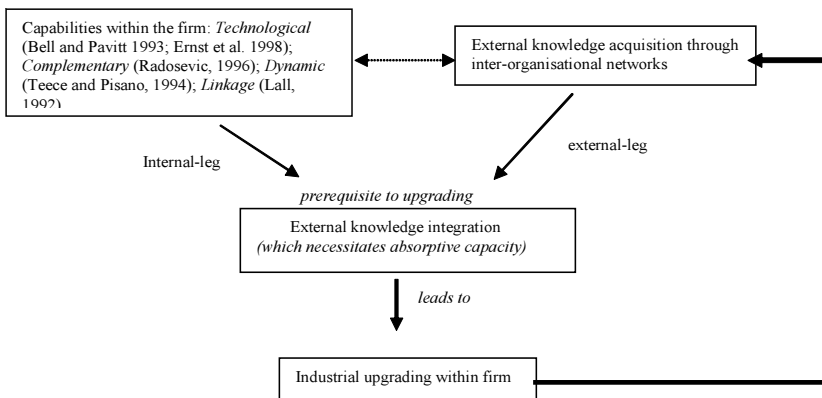 Capabilities within the firm: Technological
(Bell and Pavitt 1993; Ernst et al. 1998);
Complementary (Radosevic, 1996); Dynamic
(Teece and Pisano, 1994); Linkage (Lall,
1992)
External knowledge acquisition through
inter-organisational networks
Internal-leg
external-leg
prerequisite to upgrading
External knowledge integration
(which necessitates absorptive capacity)
leads to
Industrial upgrading within firm